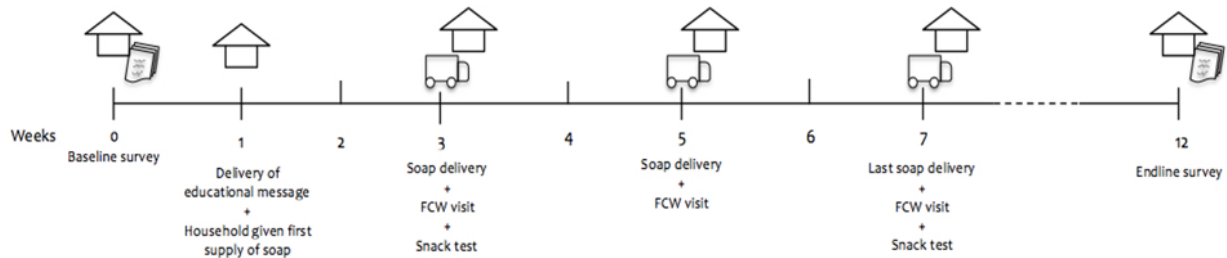 Weeks
0
1
2
3
4
5
6
7
12
Baseline survey
Delivery of
educational message
+
Household given first
supply of soap
Soap delivery
+
FCW visit
+
Snack test
Soap delivery
+
FCW visit
Last soap delivery
+
FCW visit
+
Snack test
Endline survey